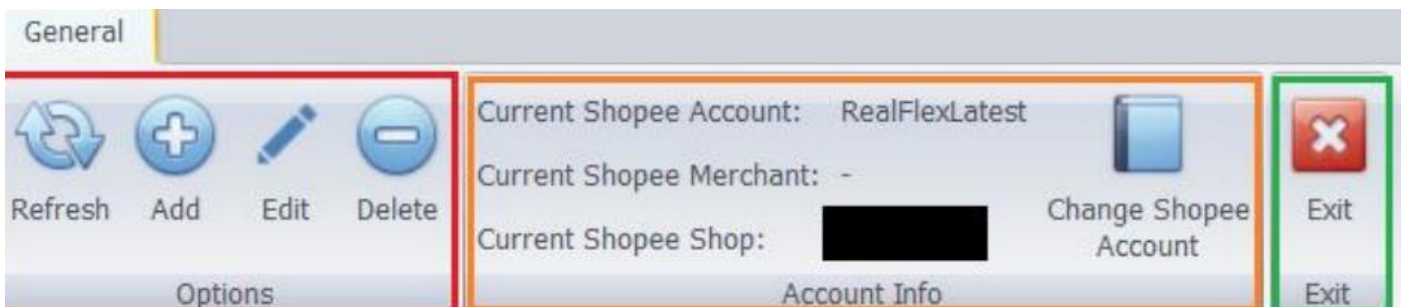 General
Refresh
Add
Edit
Delete
Options
Current Shopee Account: RealFlexLatest
Current Shopee Merchant: -
Current Shopee Shop:
Change Shopee
Account
Account Info
Exit
Exit